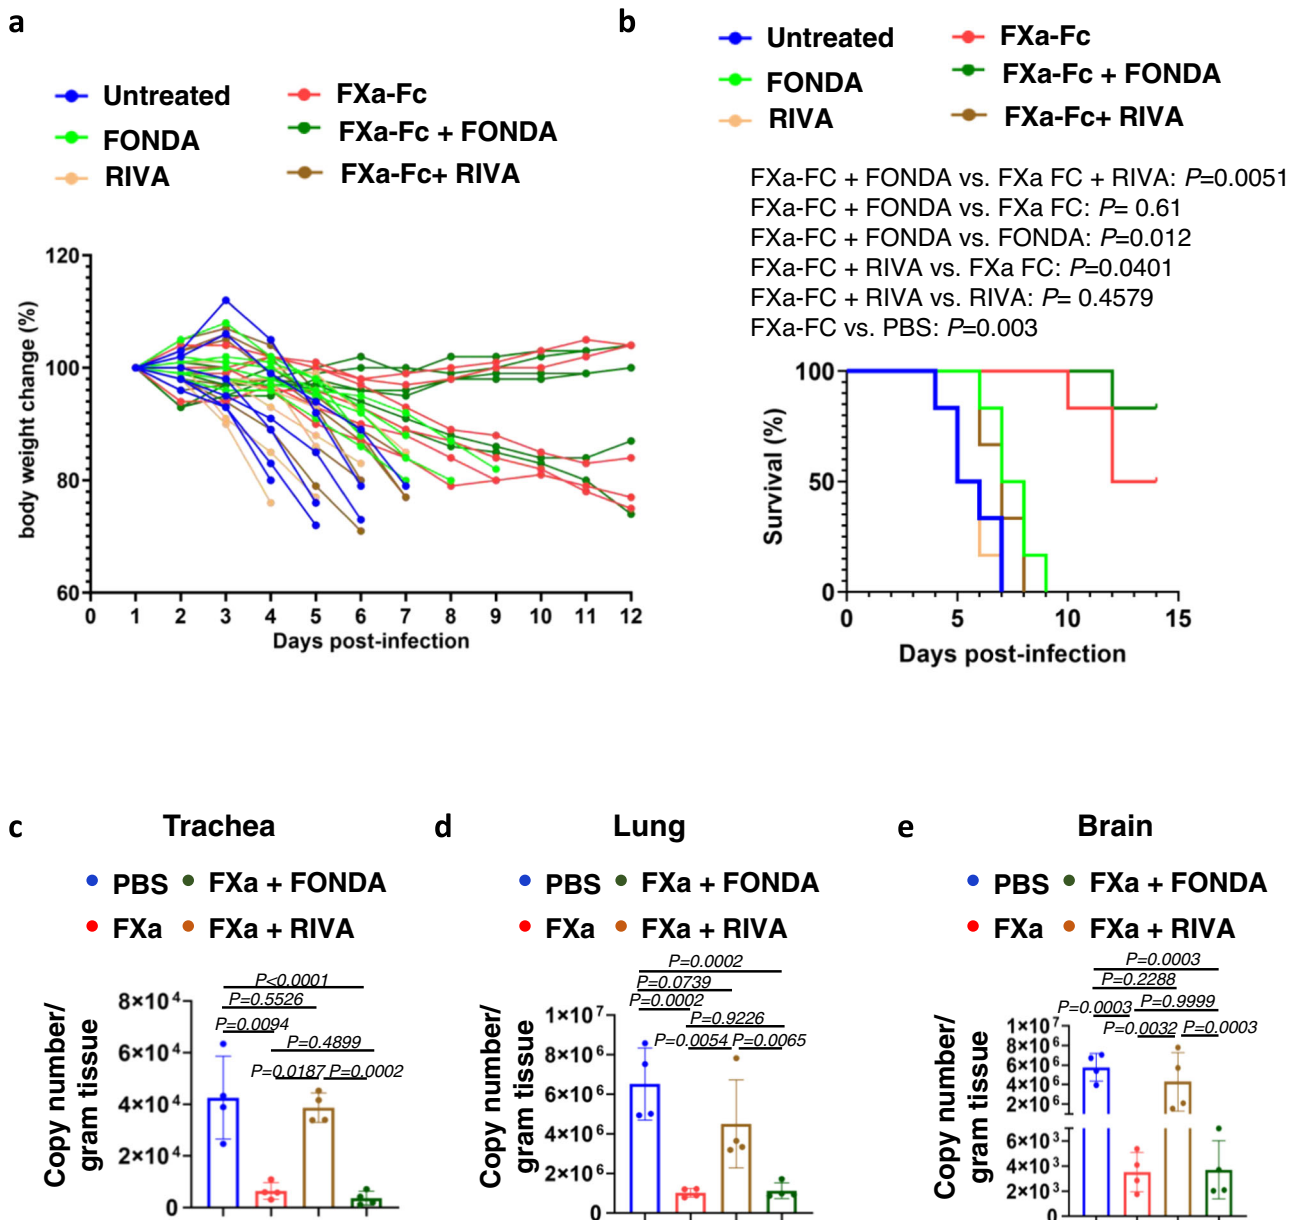 a
Untreated
FXa-Fc
FONDA
FXa-Fc + FONDA
RIVA
FXa-Fc+ RIVA
120
100
80
60
body weight change (%)
0 1 2 3 4 5 6 7 8 9 10 11 12
Days post-infection
b
Untreated
FXa-Fc
FONDA
FXa-Fc + FONDA
RIVA
FXa-Fc+ RIVA
FXa-FC + FONDA vs. FXa FC + RIVA: P=0.0051
FXa-FC + FONDA vs. FXa FC: P= 0.61
FXa-FC + FONDA vs. FONDA: P=0.012
FXa-FC + RIVA vs. FXa FC: P=0.0401
FXa-FC + RIVA vs. RIVA: P= 0.4579
FXa-FC vs. PBS: P=0.003
100
50
0
Survival (%)
0 5 10 15
Days post-infection
c Trachea
PBS FXa + FONDA
FXa FXa + RIVA
P<0.0001
P=0.5526
P=0.0094
P=0.4899
P=0.0187 P=0.0002
8×10⁴
6×10⁴
4×10⁴
2×10⁴
0
Copy number/
gram tissue
d Lung
PBS FXa + FONDA
FXa FXa + RIVA
P=0.0002
P=0.0739
P=0.0002
P=0.9226
P=0.0054 P=0.0065
1×10⁷
8×10⁶
6×10⁶
4×10⁶
2×10⁶
0
Copy number/
gram tissue
e Brain
PBS FXa + FONDA
FXa FXa + RIVA
P=0.0003
P=0.2288
P=0.0003 P=0.9999
P=0.0032 P=0.0003
1×10⁷
8×10⁶
6×10⁶
4×10⁶
2×10⁶
6×10³
4×10³
2×10³
0
Copy number/
gram tissue